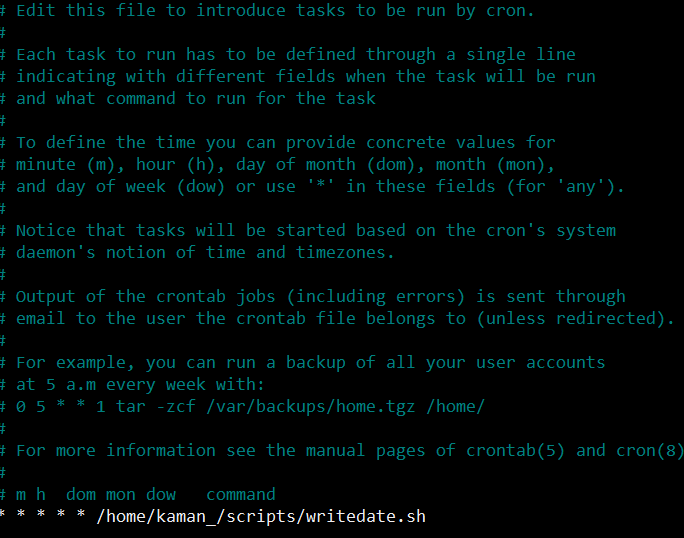 # Edit this file to introduce tasks to be run by cron.
#
# Each task to run has to be defined through a single line
# indicating with different fields when the task will be run
# and what command to run for the task
#
# To define the time you can provide concrete values for
# minute (m), hour (h), day of month (dom), month (mon),
# and day of week (dow) or use '*' in these fields (for 'any').
#
# Notice that tasks will be started based on the cron's system
# daemon's notion of time and timezones.
#
# Output of the crontab jobs (including errors) is sent through
# email to the user the crontab file belongs to (unless redirected).
#
# For example, you can run a backup of all your user accounts
# at 5 a.m every week with:
# 0 5 * * 1 tar -zcf /var/backups/home.tgz /home/
#
# For more information see the manual pages of crontab(5) and cron(8)
#
# m h  dom mon dow   command
* * * * * /home/kaman_/scripts/writedate.sh